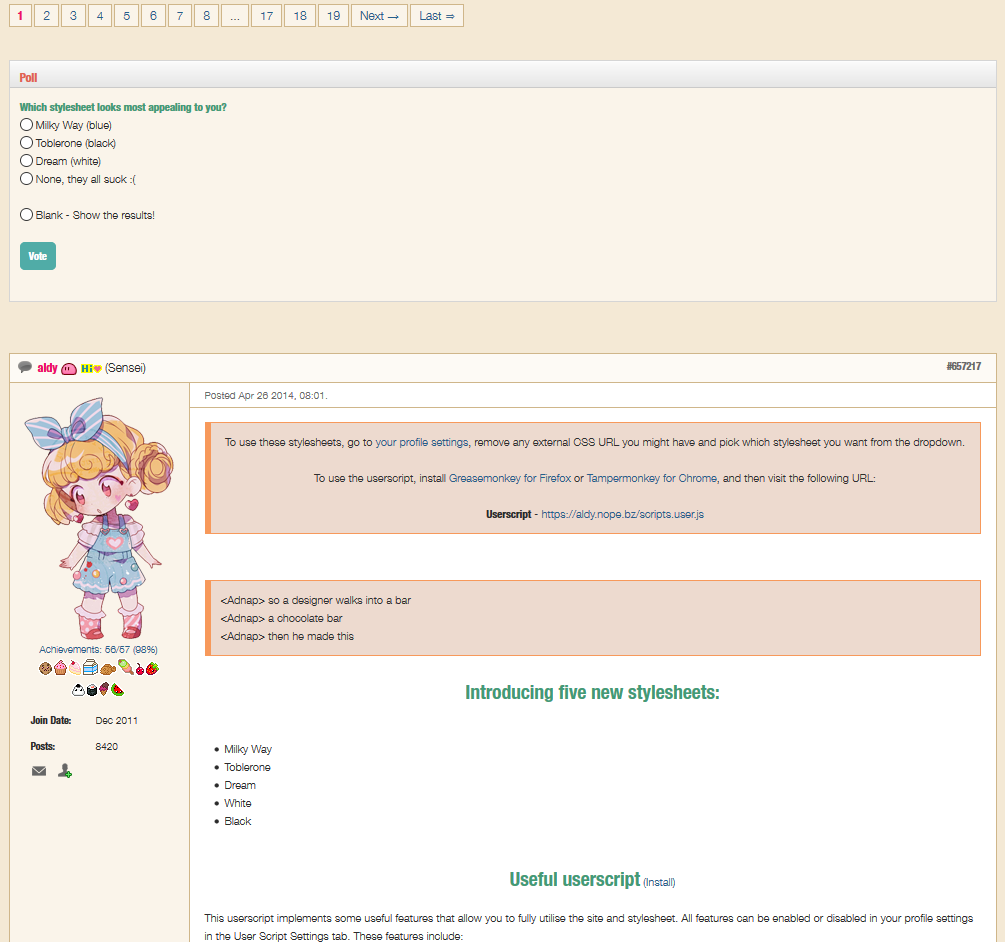 1 2 3 4 5 6 7 8 ... 17 18 19 Next → Last ⇒
Poll
Which stylesheet looks most appealing to you?
Milky Way (blue)
Toblerone (black)
Dream (white)
None, they all suck :(
Blank - Show the results!
Vote
aldy Hi (Sensei) #657217
Posted Apr 26 2014, 08:01.
To use these stylesheets, go to your profile settings, remove any external CSS URL you might have and pick which stylesheet you want from the dropdown.
To use the userscript, install Greasemonkey for Firefox or Tampermonkey for Chrome, and then visit the following URL:
Userscript - https://aldy.nope.bz/scripts.user.js
<Adnap> so a designer walks into a bar
<Adnap> a chocolate bar
<Adnap> then he made this
Achievements: 56/57 (98%)
Join Date: Dec 2011
Posts: 8420
Introducing five new stylesheets:
Milky Way
Toblerone
Dream
White
Black
Useful userscript (Install)
This userscript implements some useful features that allow you to fully utilise the site and stylesheet. All features can be enabled or disabled in your profile settings
in the User Script Settings tab. These features include: